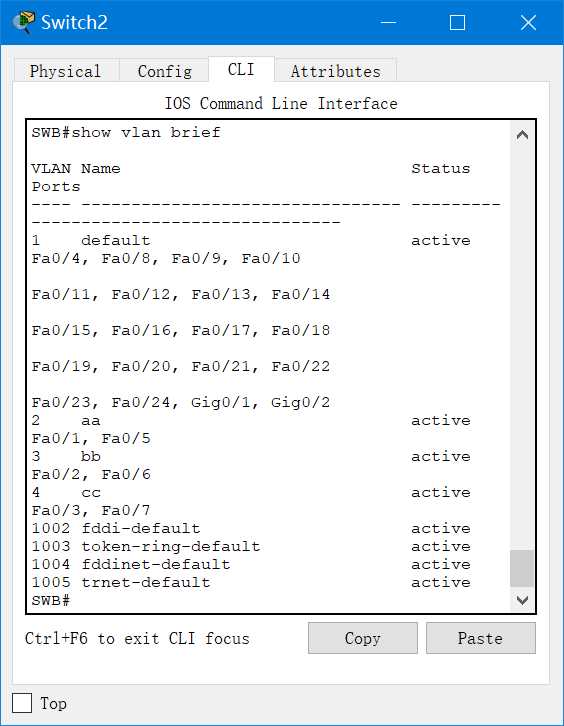 Switch2
Physical Config CLI Attributes
IOS Command Line Interface
SWB#show vlan brief
VLAN Name Status
Ports
---- -------------------------------- ---------
-------------------------------
1 default active
Fa0/4, Fa0/8, Fa0/9, Fa0/10
Fa0/11, Fa0/12, Fa0/13, Fa0/14
Fa0/15, Fa0/16, Fa0/17, Fa0/18
Fa0/19, Fa0/20, Fa0/21, Fa0/22
Fa0/23, Fa0/24, Gig0/1, Gig0/2
2 aa active
Fa0/1, Fa0/5
3 bb active
Fa0/2, Fa0/6
4 cc active
Fa0/3, Fa0/7
1002 fddi-default active
1003 token-ring-default active
1004 fddinet-default active
1005 trnet-default active
SWB#
Ctrl+F6 to exit CLI focus Copy Paste
Top